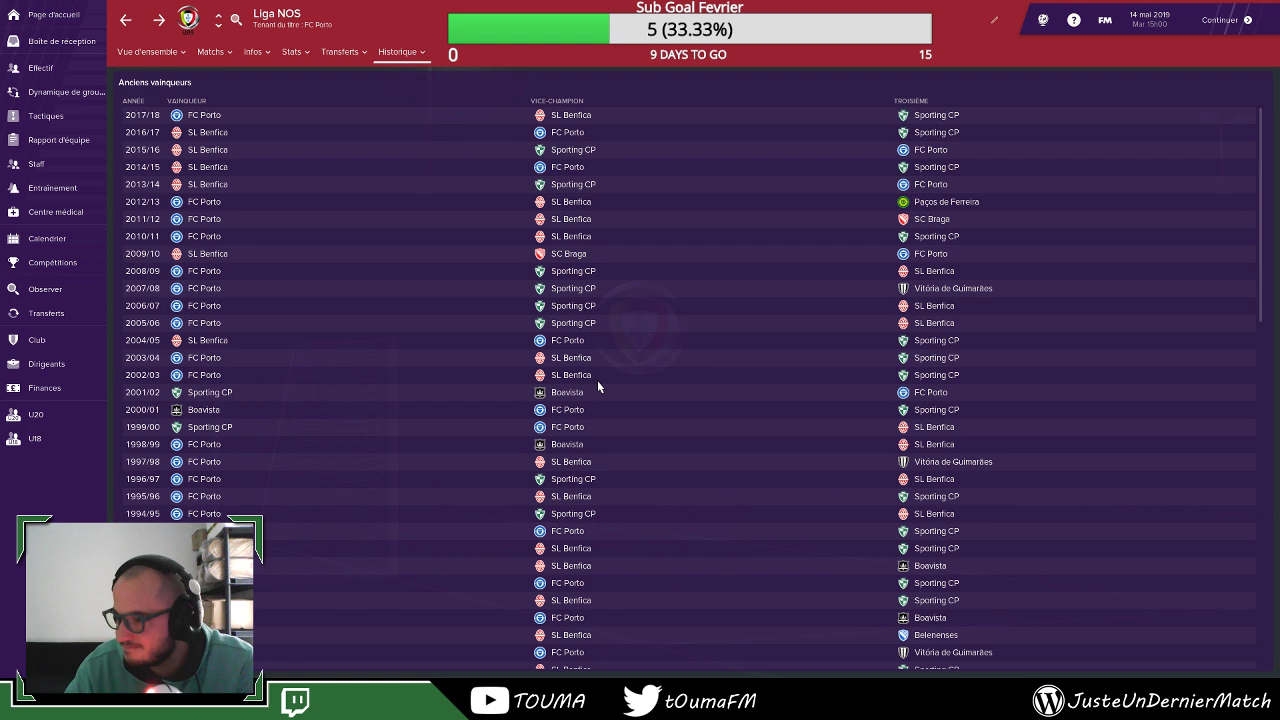 Sub Goal Fevrier
5 (33.33%)
0
9 DAYS TO GO
15
Liga NOS
Tenant du titre : FC Porto
FM
14 mai 2019
Mar 15h00
Continuer
Vue d'ensemble Matchs Infos Stats Transferts Historique
Page d'accueil
Boîte de réception
Effectif
Dynamique de grou...
Tactiques
Rapport d'équipe
Staff
Entraînement
Centre médical
Calendrier
Compétitions
Observer
Transferts
Club
Dirigeants
Finances
U20
U18
Anciens vainqueurs
ANNÉE VAINQUEUR VICE-CHAMPION TROISIÈME
2017/18 FC Porto SL Benfica Sporting CP
2016/17 SL Benfica FC Porto Sporting CP
2015/16 SL Benfica Sporting CP FC Porto
2014/15 SL Benfica FC Porto Sporting CP
2013/14 SL Benfica Sporting CP FC Porto
2012/13 FC Porto SL Benfica Paços de Ferreira
2011/12 FC Porto SL Benfica SC Braga
2010/11 FC Porto SL Benfica Sporting CP
2009/10 SL Benfica SC Braga FC Porto
2008/09 FC Porto Sporting CP SL Benfica
2007/08 FC Porto Sporting CP Vitória de Guimarães
2006/07 FC Porto Sporting CP SL Benfica
2005/06 FC Porto Sporting CP SL Benfica
2004/05 SL Benfica FC Porto Sporting CP
2003/04 FC Porto SL Benfica Sporting CP
2002/03 FC Porto SL Benfica Sporting CP
2001/02 Sporting CP Boavista FC Porto
2000/01 Boavista FC Porto Sporting CP
1999/00 Sporting CP FC Porto SL Benfica
1998/99 FC Porto Boavista SL Benfica
1997/98 FC Porto SL Benfica Vitória de Guimarães
1996/97 FC Porto Sporting CP SL Benfica
1995/96 FC Porto SL Benfica Sporting CP
1994/95 FC Porto Sporting CP SL Benfica
FC Porto Sporting CP
SL Benfica Sporting CP
SL Benfica Boavista
FC Porto Sporting CP
SL Benfica Sporting CP
FC Porto Boavista
SL Benfica Belenenses
FC Porto Vitória de Guimarães
SL Benfica Sporting CP
TOUMA
tOumaFM
JusteUnDernierMatch